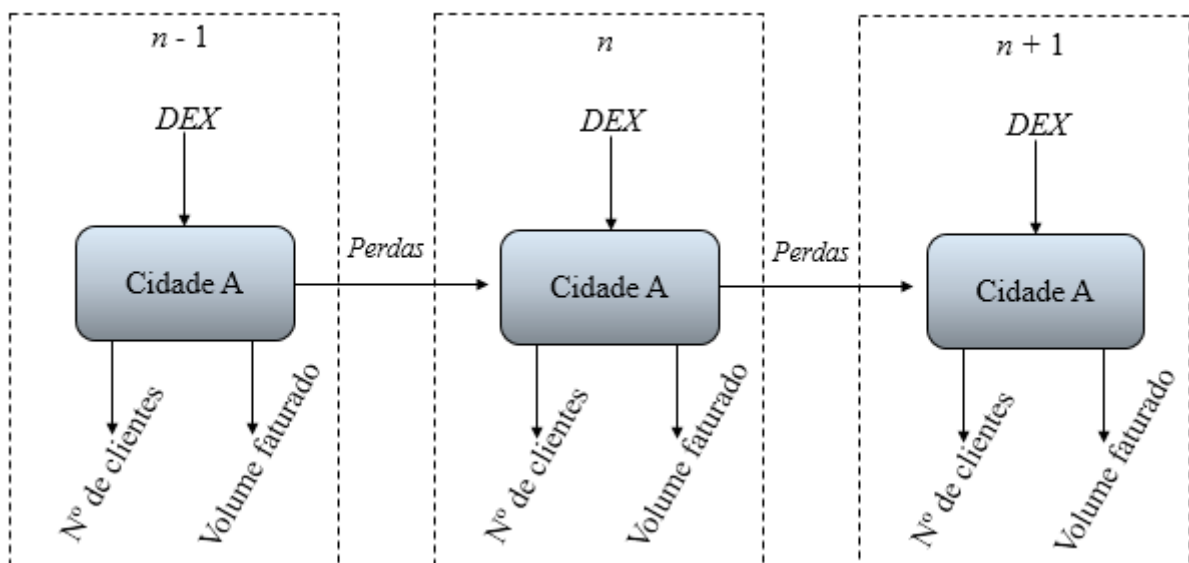 n - 1
DEX
Cidade A
Nº de clientes
Volume faturado
Perdas
n
DEX
Cidade A
Nº de clientes
Volume faturado
Perdas
n + 1
DEX
Cidade A
Nº de clientes
Volume faturado